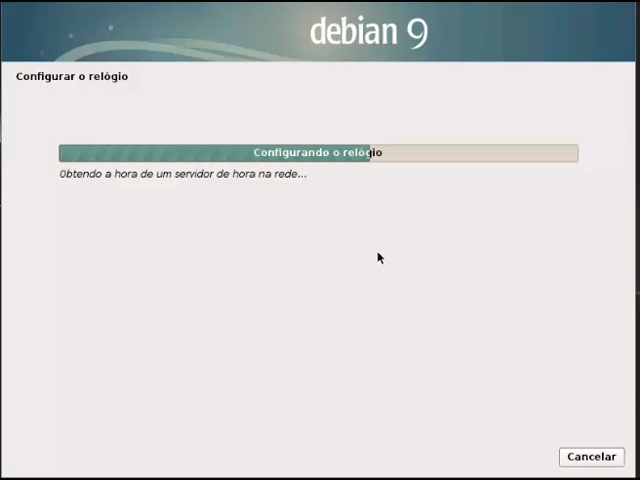 debian 9
Configurar o relógio
Configurando o relógio
Obtendo a hora de um servidor de hora na rede...
Cancelar